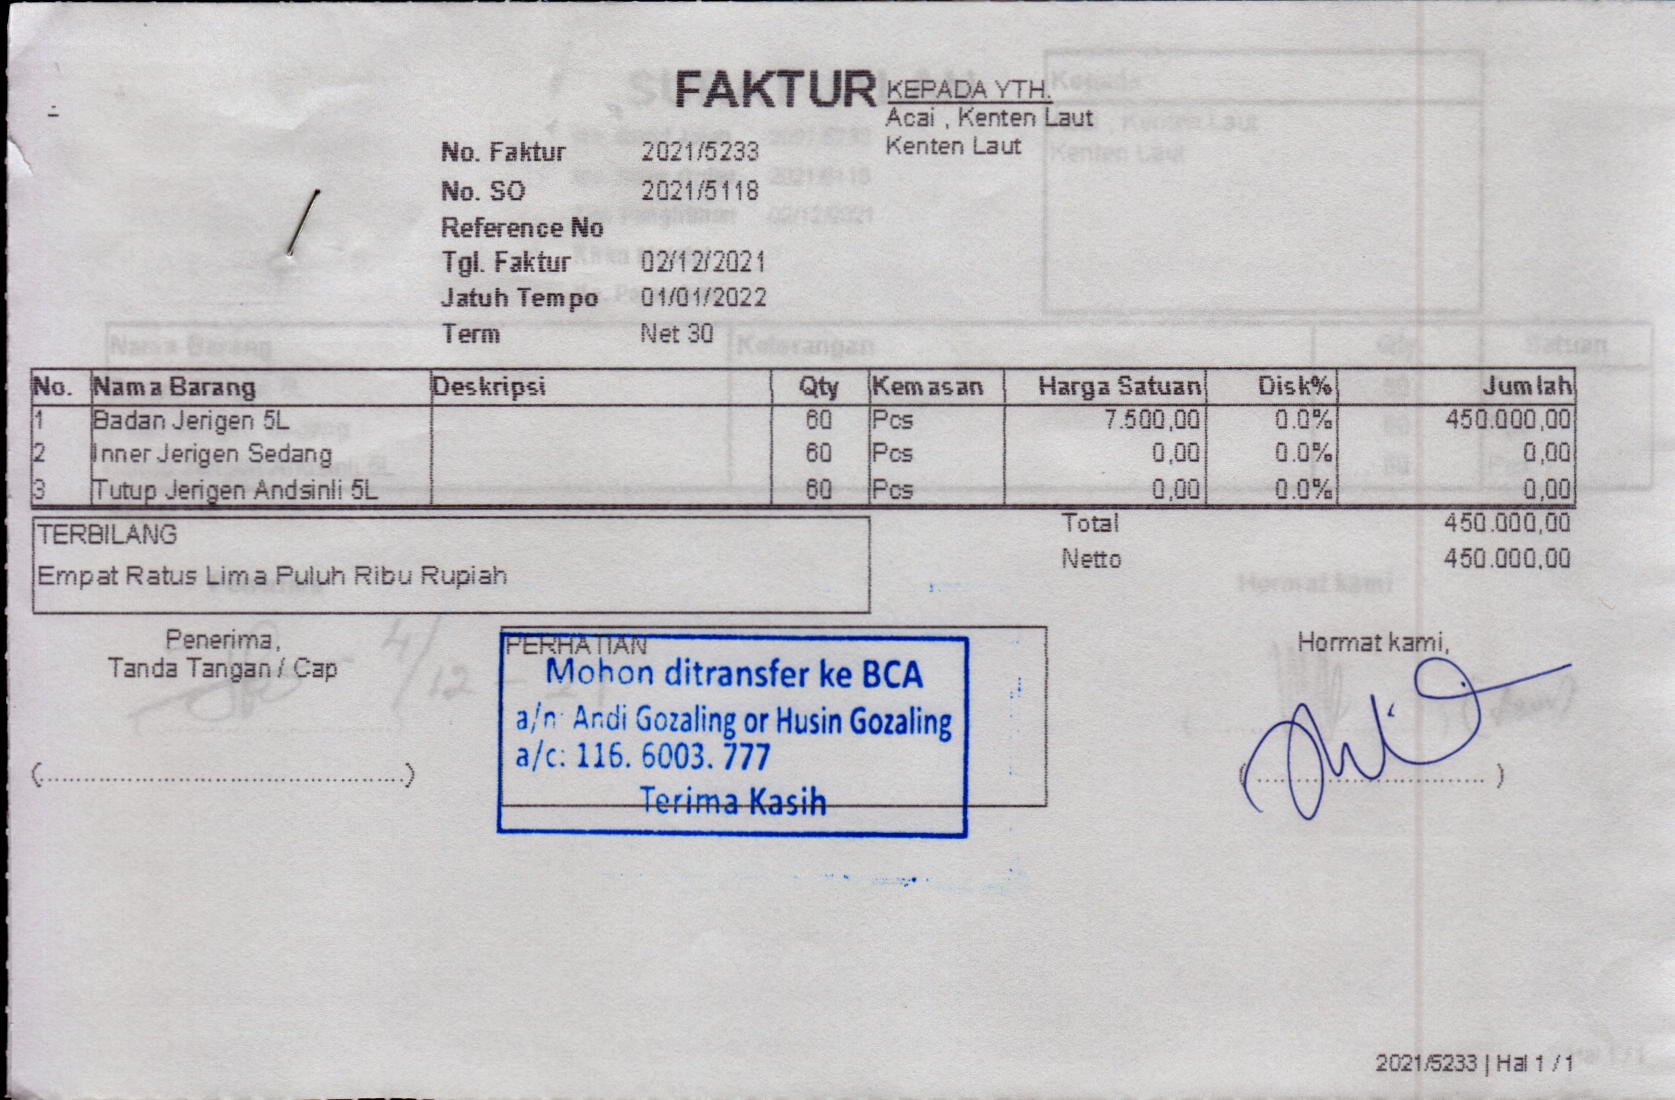 FAKTUR
KEPADA YTH.
Acai , Kenten Laut
Kenten Laut
No. Faktur 2021/5233
No. SO 2021/5118
Reference No
Tgl. Faktur 02/12/2021
Jatuh Tempo 01/01/2022
Term Net 30
No. Nama Barang Deskripsi Qty Kemasan Harga Satuan Disk% Jumlah
1 Badan Jerigen 5L 60 Pcs 7.500,00 0.0% 450.000,00
2 Inner Jerigen Sedang 60 Pcs 0,00 0.0% 0,00
3 Tutup Jerigen Andsinli 5L 60 Pcs 0,00 0.0% 0,00
Total 450.000,00
Netto 450.000,00
TERBILANG
Empat Ratus Lima Puluh Ribu Rupiah
Penerima,
Tanda Tangan / Cap
(............................................)
PERHATIAN
Mohon ditransfer ke BCA
a/n: Andi Gozaling or Husin Gozaling
a/c: 116. 6003. 777
Terima Kasih
Hormat kami,
(............................)
2021/5233 | Hal 1 / 1